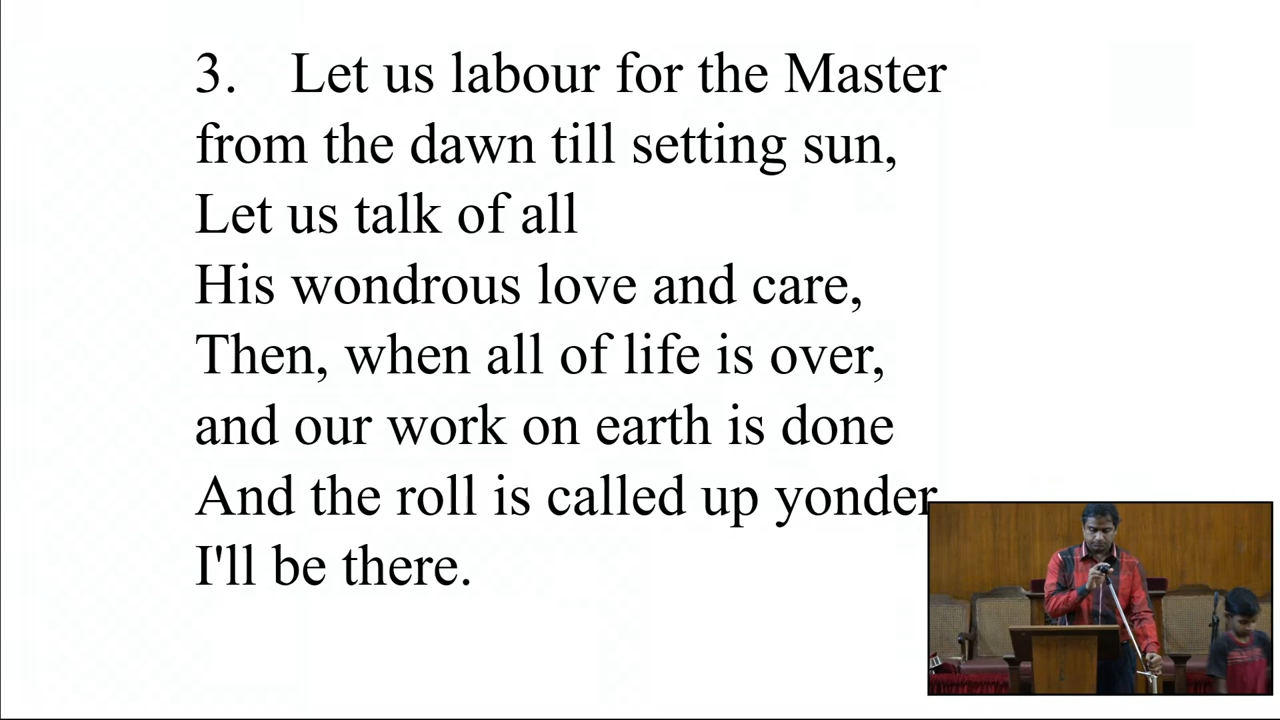 3. Let us labour for the Master
from the dawn till setting sun,
Let us talk of all
His wondrous love and care,
Then, when all of life is over,
and our work on earth is done
And the roll is called up yonder
I'll be there.